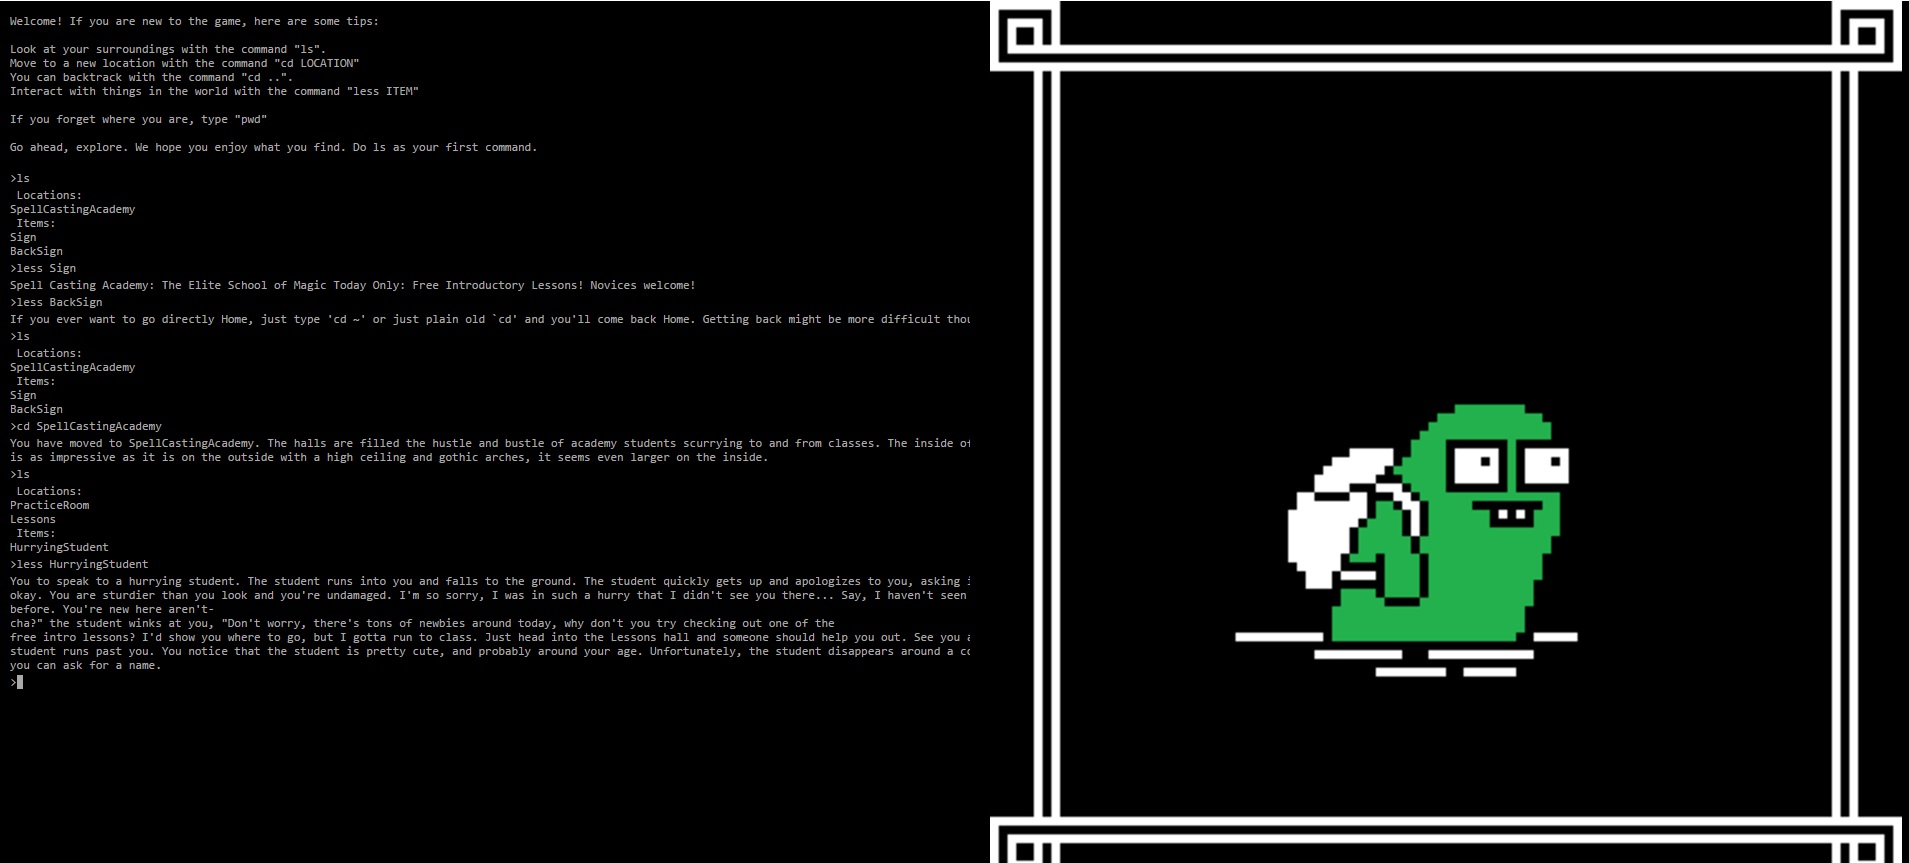 Welcome! If you are new to the game, here are some tips:
Look at your surroundings with the command "ls".
Move to a new location with the command "cd LOCATION"
You can backtrack with the command "cd ..".
Interact with things in the world with the command "less ITEM"
If you forget where you are, type "pwd"
Go ahead, explore. We hope you enjoy what you find. Do ls as your first command.
>ls
Locations:
SpellCastingAcademy
Items:
Sign
BackSign
>less Sign
Spell Casting Academy: The Elite School of Magic Today Only: Free Introductory Lessons! Novices welcome!
>less BackSign
If you ever want to go directly Home, just type 'cd ~' or just plain old `cd' and you'll come back Home. Getting back might be more difficult
>ls
Locations:
SpellCastingAcademy
Items:
Sign
BackSign
>cd SpellCastingAcademy
You have moved to SpellCastingAcademy. The halls are filled the hustle and bustle of academy students scurrying to and from classes. The inside
is as impressive as it is on the outside with a high ceiling and gothic arches, it seems even larger on the inside.
>ls
Locations:
PracticeRoom
Lessons
Items:
HurryingStudent
>less HurryingStudent
You to speak to a hurrying student. The student runs into you and falls to the ground. The student quickly gets up and apologizes to you, asking
okay. You are sturdier than you look and you're undamaged. I'm so sorry, I was in such a hurry that I didn't see you there... Say, I haven't seen
before. You're new here aren't-
cha?" the student winks at you, "Don't worry, there's tons of newbies around today, why don't you try checking out one of the
free intro lessons? I'd show you where to go, but I gotta run to class. Just head into the Lessons hall and someone should help you out. See you
student runs past you. You notice that the student is pretty cute, and probably around your age. Unfortunately, the student disappears around a
you can ask for a name.
>